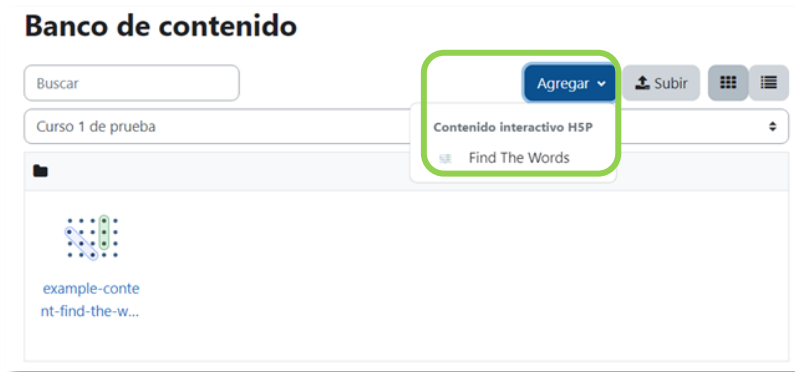 Banco de contenido
Buscar
Agregar
Subir
Curso 1 de prueba
Contenido interactivo H5P
Find The Words
example-conte
nt-find-the-w...